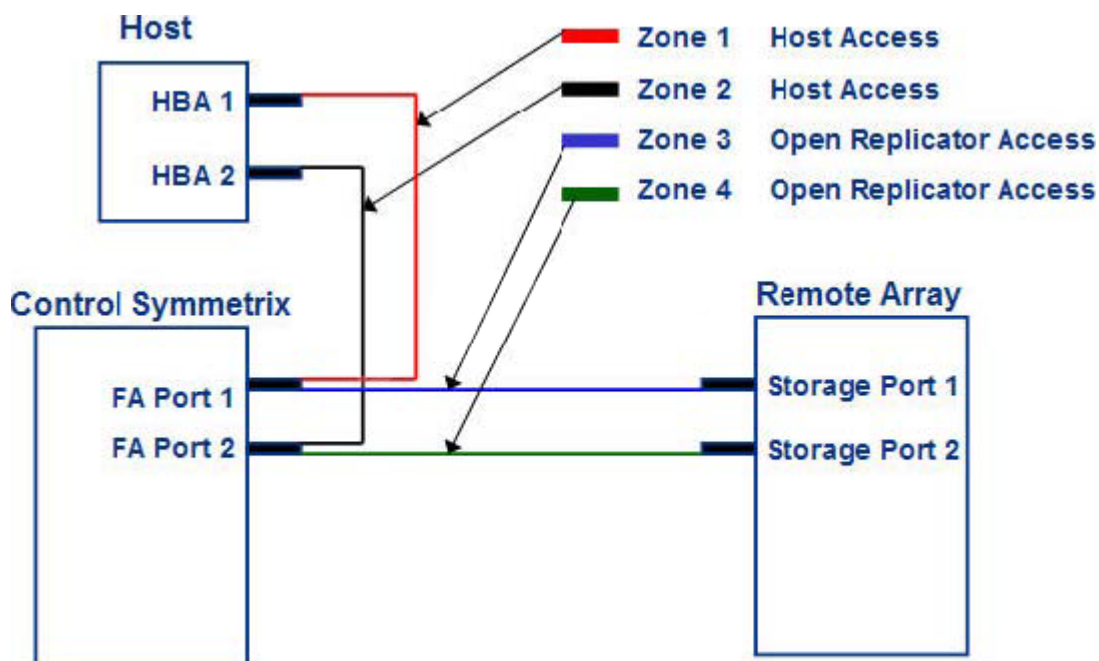 Host
HBA 1
HBA 2
Zone 1 Host Access
Zone 2 Host Access
Zone 3 Open Replicator Access
Zone 4 Open Replicator Access
Control Symmetrix
FA Port 1
FA Port 2
Remote Array
Storage Port 1
Storage Port 2